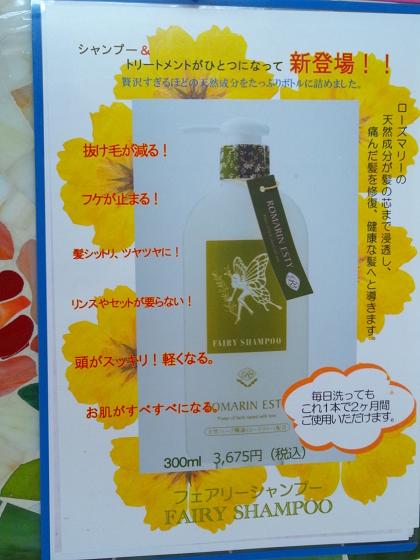 シャンプー&
トリートメントがひとつになって 新登場！！
贅沢すぎるほどの天然成分をたっぷりボトルに詰めました。
抜け毛が減る！
フケが止まる！
髪シットリ、ツヤツヤに！
リンスやセットが要らない！
頭がスッキリ！軽くなる。
お肌がすべすべになる。
ローズマリーの
天然成分が髪の芯まで浸透し、
痛んだ髪を修復、健康な髪へと導きます。
ROMARIN ESTY
FAIRY SHAMPOO
ROMARIN ESTY
毎日洗っても
これ1本で2ヶ月間
ご使用いただけます。
300ml 3,675円（税込）
フェアリーシャンプー
FAIRY SHAMPOO